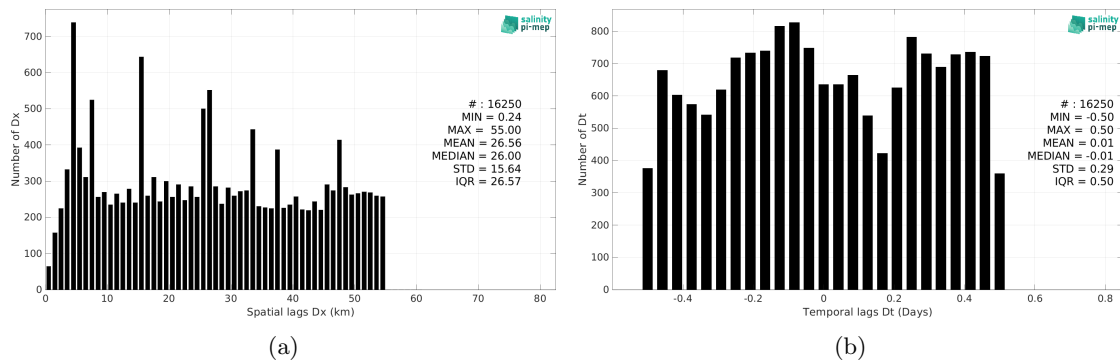 salinity
pi-mep
700
600
500
400
300
200
100
0
Number of Dx
# : 16250
MIN = 0.24
MAX = 55.00
MEAN = 26.56
MEDIAN = 26.00
STD = 15.64
IQR = 26.57
0 10 20 30 40 50 60 70 80
Spatial lags Dx (km)
(a)
salinity
pi-mep
800
700
600
500
400
300
200
100
0
Number of Dt
# : 16250
MIN = -0.50
MAX = 0.50
MEAN = 0.01
MEDIAN = -0.01
STD = 0.29
IQR = 0.50
-0.4 -0.2 0 0.2 0.4 0.6 0.8
Temporal lags Dt (Days)
(b)